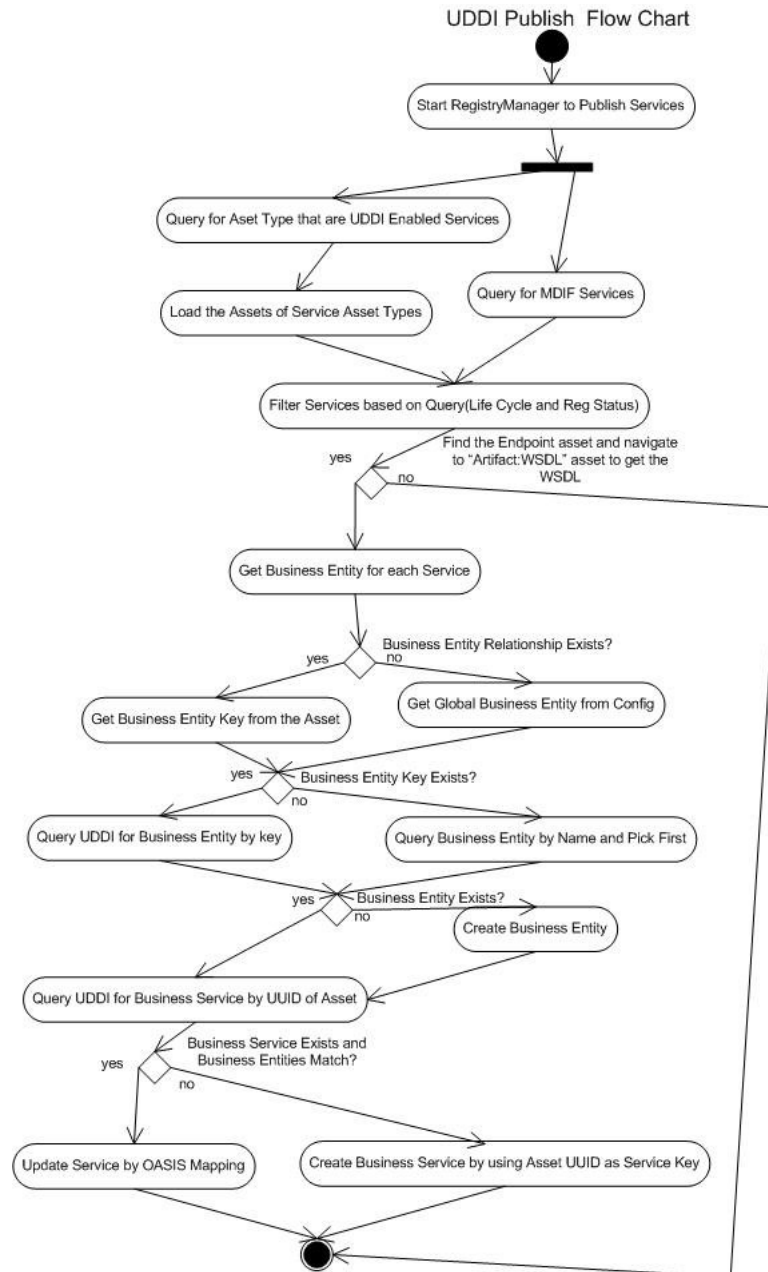 UDDI Publish  Flow Chart
Start RegistryManager to Publish Services
Query for Aset Type that are UDDI Enabled Services
Query for MDIF Services
Load the Assets of Service Asset Types
Filter Services based on Query(Life Cycle and Reg Status)
Find the Endpoint asset and navigate
to “Artifact:WSDL” asset to get the
WSDL
yes
no
Get Business Entity for each Service
Business Entity Relationship Exists?
yes
no
Get Business Entity Key from the Asset
Get Global Business Entity from Config
yes
Business Entity Key Exists?
no
Query UDDI for Business Entity by key
Query Business Entity by Name and Pick First
yes
Business Entity Exists?
no
Create Business Entity
Query UDDI for Business Service by UUID of Asset
Business Service Exists and
Business Entities Match?
yes
no
Update Service by OASIS Mapping
Create Business Service by using Asset UUID as Service Key